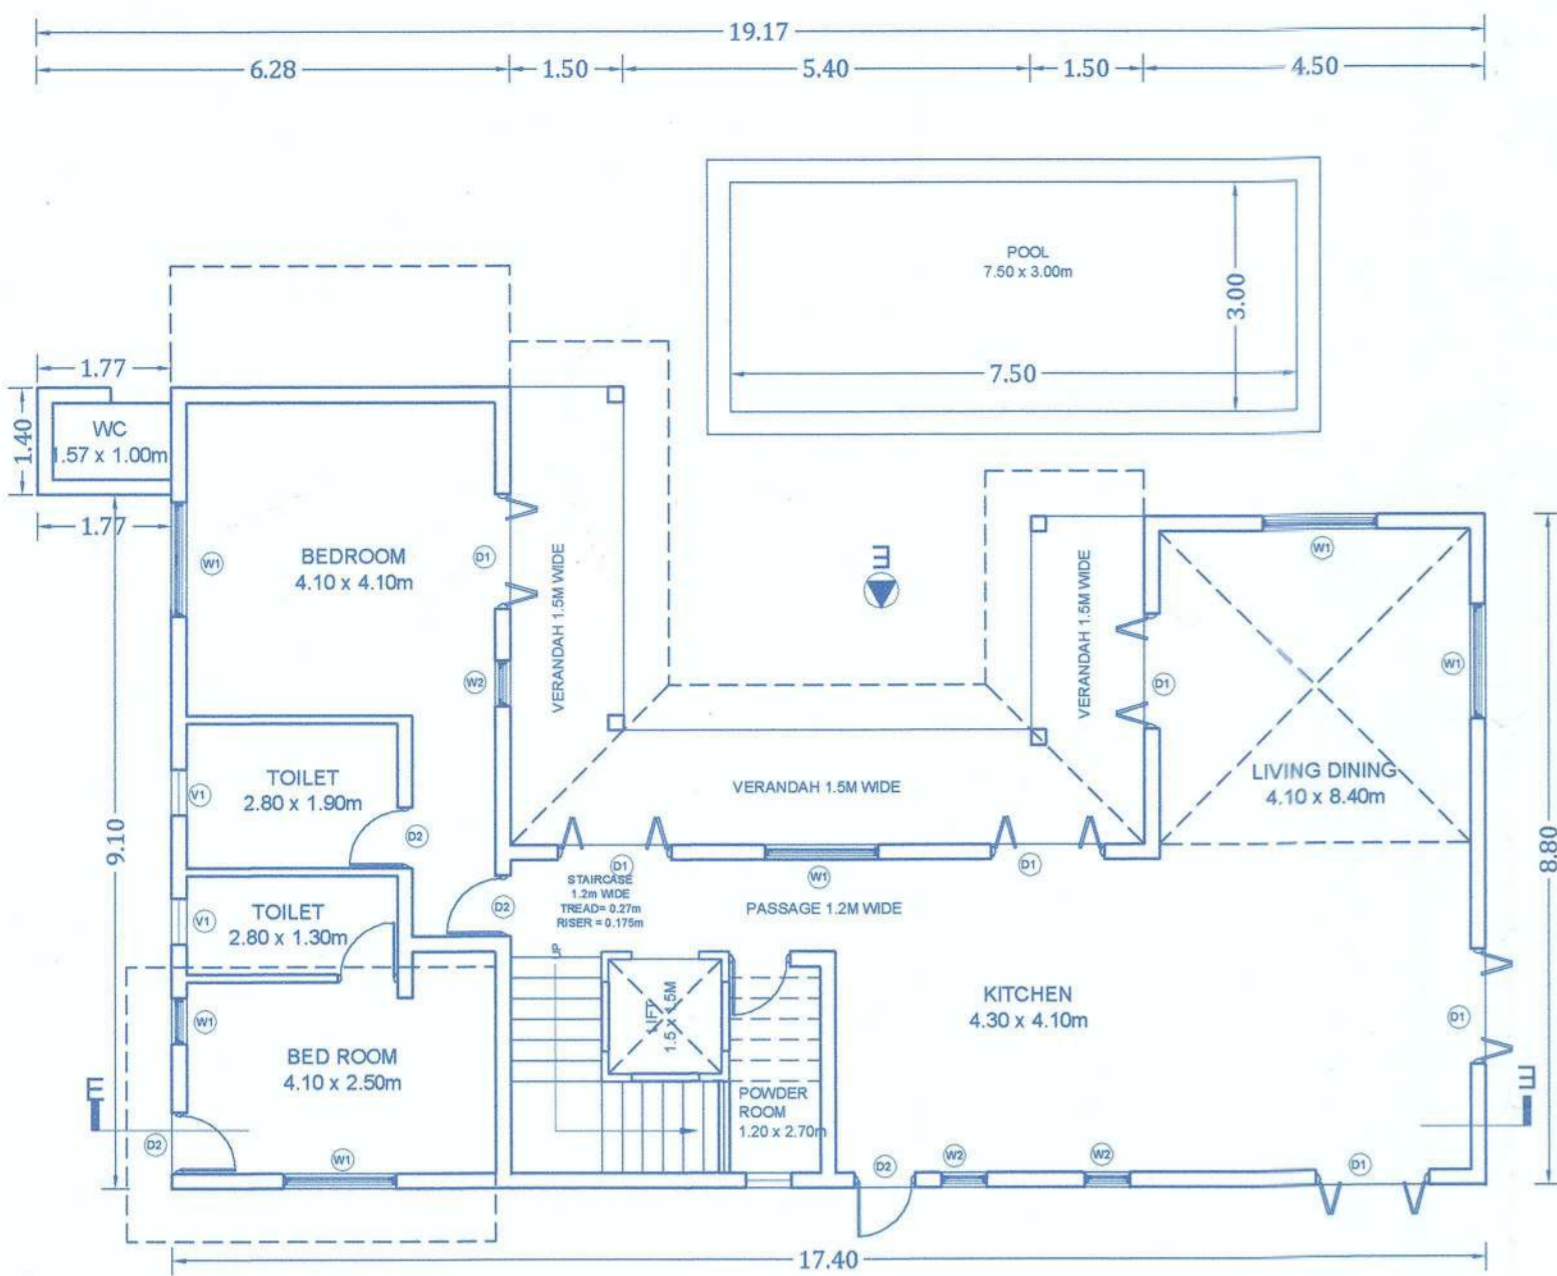 19.17
6.28
1.50
5.40
1.50
4.50
POOL
7.50 x 3.00m
3.00
7.50
1.77
1.40
WC
1.57 x 1.00m
1.77
BEDROOM
4.10 x 4.10m
W1
D1
W2
VERANDAH 1.5M WIDE
E
VERANDAH 1.5M WIDE
D1
W1
W1
LIVING DINING
4.10 x 8.40m
8.80
9.10
V1
TOILET
2.80 x 1.90m
D2
VERANDAH 1.5M WIDE
D1
W1
D1
STAIRCASE
1.2m WIDE
TREAD= 0.27m
RISER = 0.175m
PASSAGE 1.2M WIDE
V1
TOILET
2.80 x 1.30m
D2
UP
LIFT
1.5 x 1.5M
KITCHEN
4.30 x 4.10m
D1
W1
BED ROOM
4.10 x 2.50m
E
E
POWDER
ROOM
1.20 x 2.70m
D2
W1
D2
W2
W2
D1
17.40